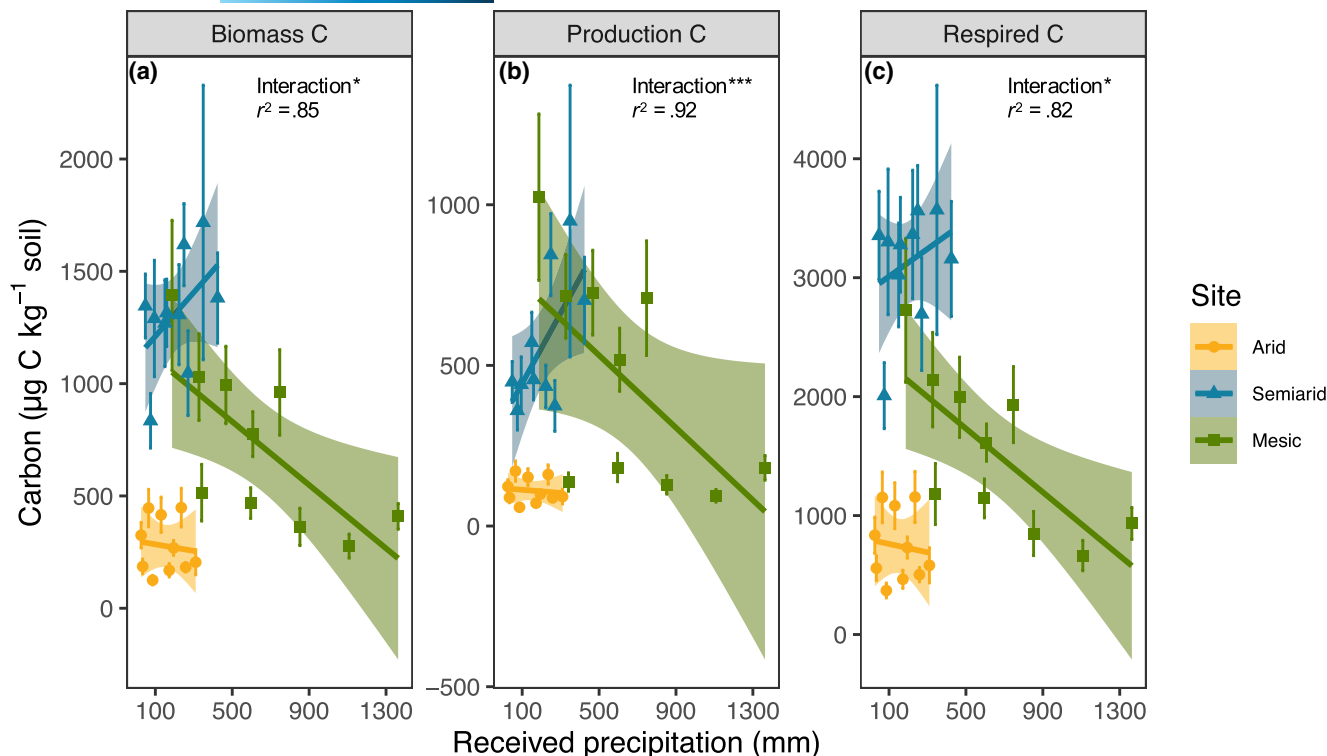 Biomass C
Production C
Respired C
(a)
Interaction*
r² = .85
(b)
Interaction***
r² = .92
(c)
Interaction*
r² = .82
Carbon (µg C kg⁻¹ soil)
2000
1500
1000
500
0
1000
500
0
−500
4000
3000
2000
1000
0
100 500 900 1300
100 500 900 1300
100 500 900 1300
Received precipitation (mm)
Site
Arid
Semiarid
Mesic